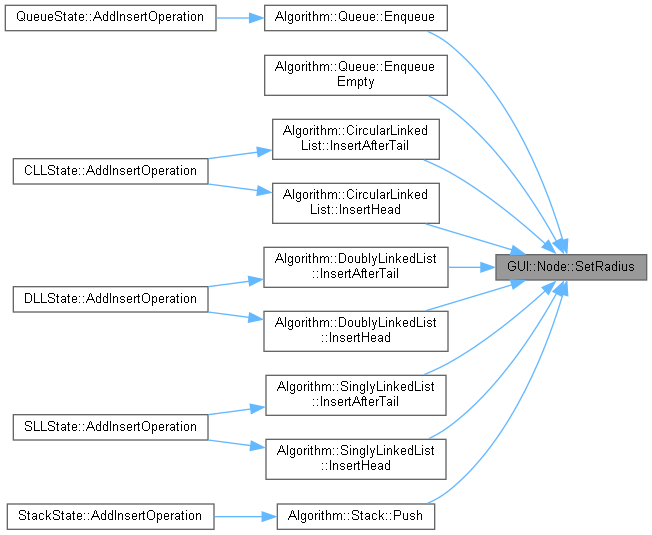 QueueState::AddInsertOperation
Algorithm::Queue::Enqueue
Algorithm::Queue::Enqueue
Empty
Algorithm::CircularLinked
List::InsertAfterTail
CLLState::AddInsertOperation
Algorithm::CircularLinked
List::InsertHead
Algorithm::DoublyLinkedList
::InsertAfterTail
GUI::Node::SetRadius
DLLState::AddInsertOperation
Algorithm::DoublyLinkedList
::InsertHead
Algorithm::SinglyLinkedList
::InsertAfterTail
SLLState::AddInsertOperation
Algorithm::SinglyLinkedList
::InsertHead
StackState::AddInsertOperation
Algorithm::Stack::Push